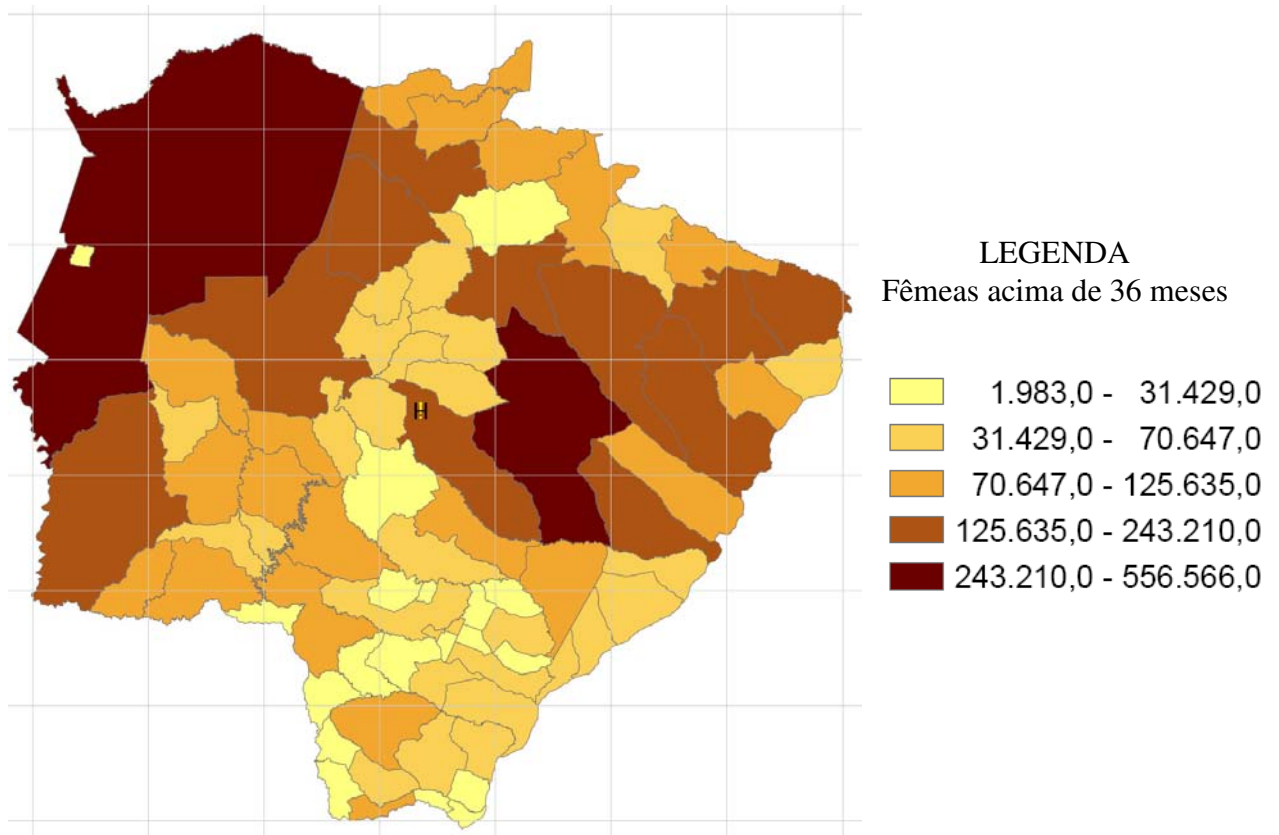 LEGENDA
Fêmeas acima de 36 meses
1.983,0 - 31.429,0
31.429,0 - 70.647,0
70.647,0 - 125.635,0
125.635,0 - 243.210,0
243.210,0 - 556.566,0